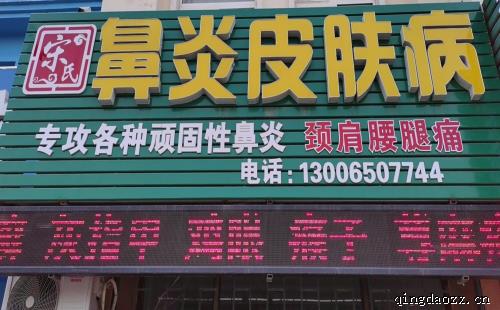 宋氏
鼻炎皮肤病
专攻各种顽固性鼻炎 颈肩腰腿痛
电话:13006507744
qingdaozz.cn